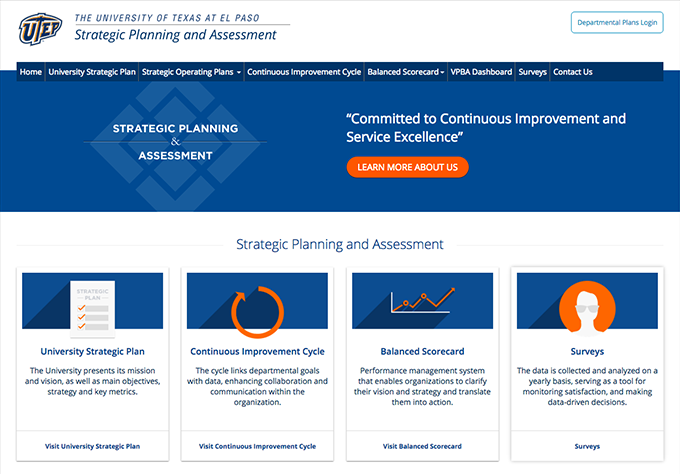 UTEP
THE UNIVERSITY OF TEXAS AT EL PASO
Strategic Planning and Assessment
Departmental Plans Login
Home University Strategic Plan Strategic Operating Plans Continuous Improvement Cycle Balanced Scorecard VPBA Dashboard Surveys Contact Us
STRATEGIC PLANNING
&
ASSESSMENT
“Committed to Continuous Improvement and
Service Excellence”
LEARN MORE ABOUT US
Strategic Planning and Assessment
STRATEGIC
PLAN
University Strategic Plan
The University presents its mission
and vision, as well as main objectives,
strategy and key metrics.
Visit University Strategic Plan
Continuous Improvement Cycle
The cycle links departmental goals
with data, enhancing collaboration and
communication within the
organization.
Visit Continuous Improvement Cycle
Balanced Scorecard
Performance management system
that enables organizations to clarify
their vision and strategy and translate
them into action.
Visit Balanced Scorecard
Surveys
The data is collected and analyzed on a
yearly basis, serving as a tool for
monitoring satisfaction, and making
data-driven decisions.
Surveys